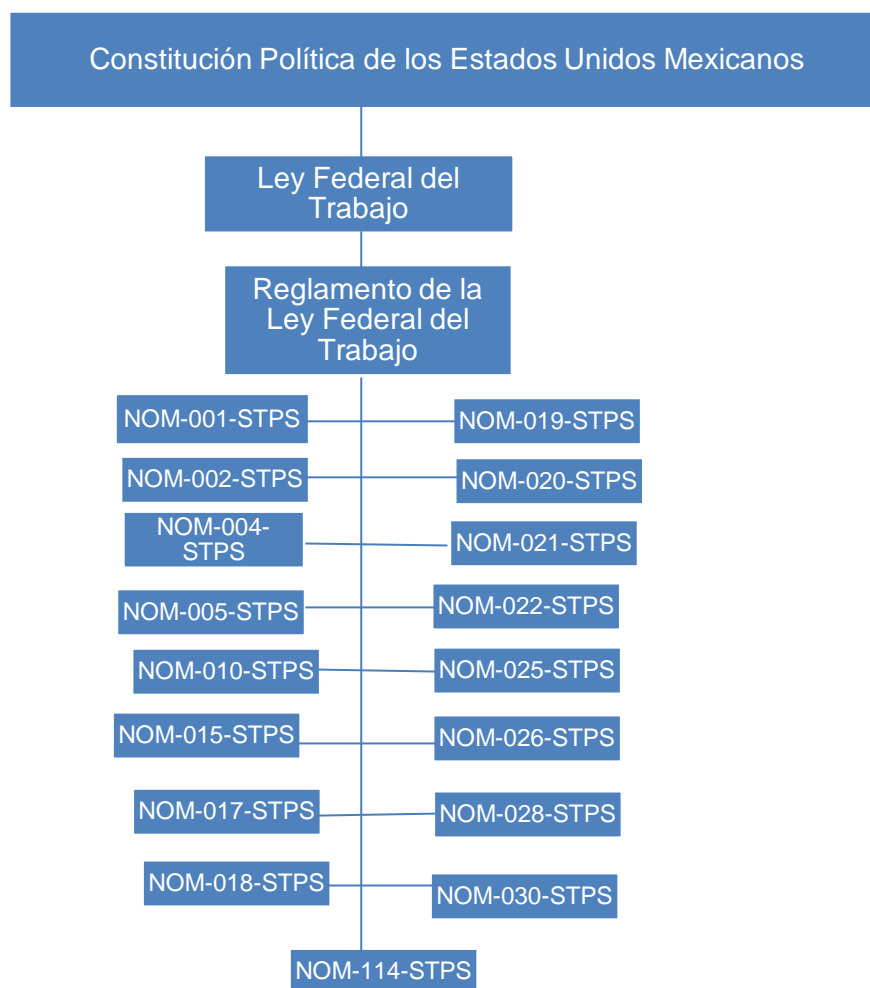 Constitución Política de los Estados Unidos Mexicanos
Ley Federal del
Trabajo
Reglamento de la
Ley Federal del
Trabajo
NOM-001-STPS
NOM-019-STPS
NOM-002-STPS
NOM-020-STPS
NOM-004-
STPS
NOM-021-STPS
NOM-005-STPS
NOM-022-STPS
NOM-010-STPS
NOM-025-STPS
NOM-015-STPS
NOM-026-STPS
NOM-017-STPS
NOM-028-STPS
NOM-018-STPS
NOM-030-STPS
NOM-114-STPS